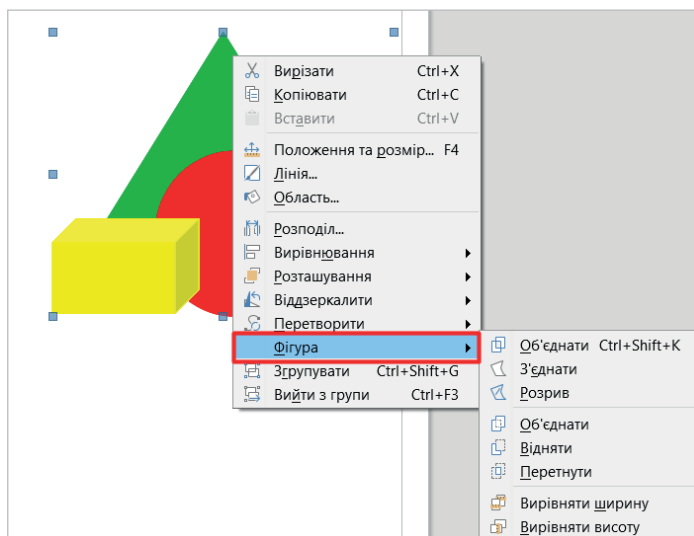 Вирізати Ctrl+X
Копіювати Ctrl+C
Вставити Ctrl+V
Положення та розмір... F4
Лінія...
Область...
Розподіл...
Вирівнювання
Розташування
Віддзеркалити
Перетворити
Фігура
Згрупувати Ctrl+Shift+G
Вийти з групи Ctrl+F3
Об'єднати Ctrl+Shift+K
З'єднати
Розрив
Об'єднати
Відняти
Перетнути
Вирівняти ширину
Вирівняти висоту